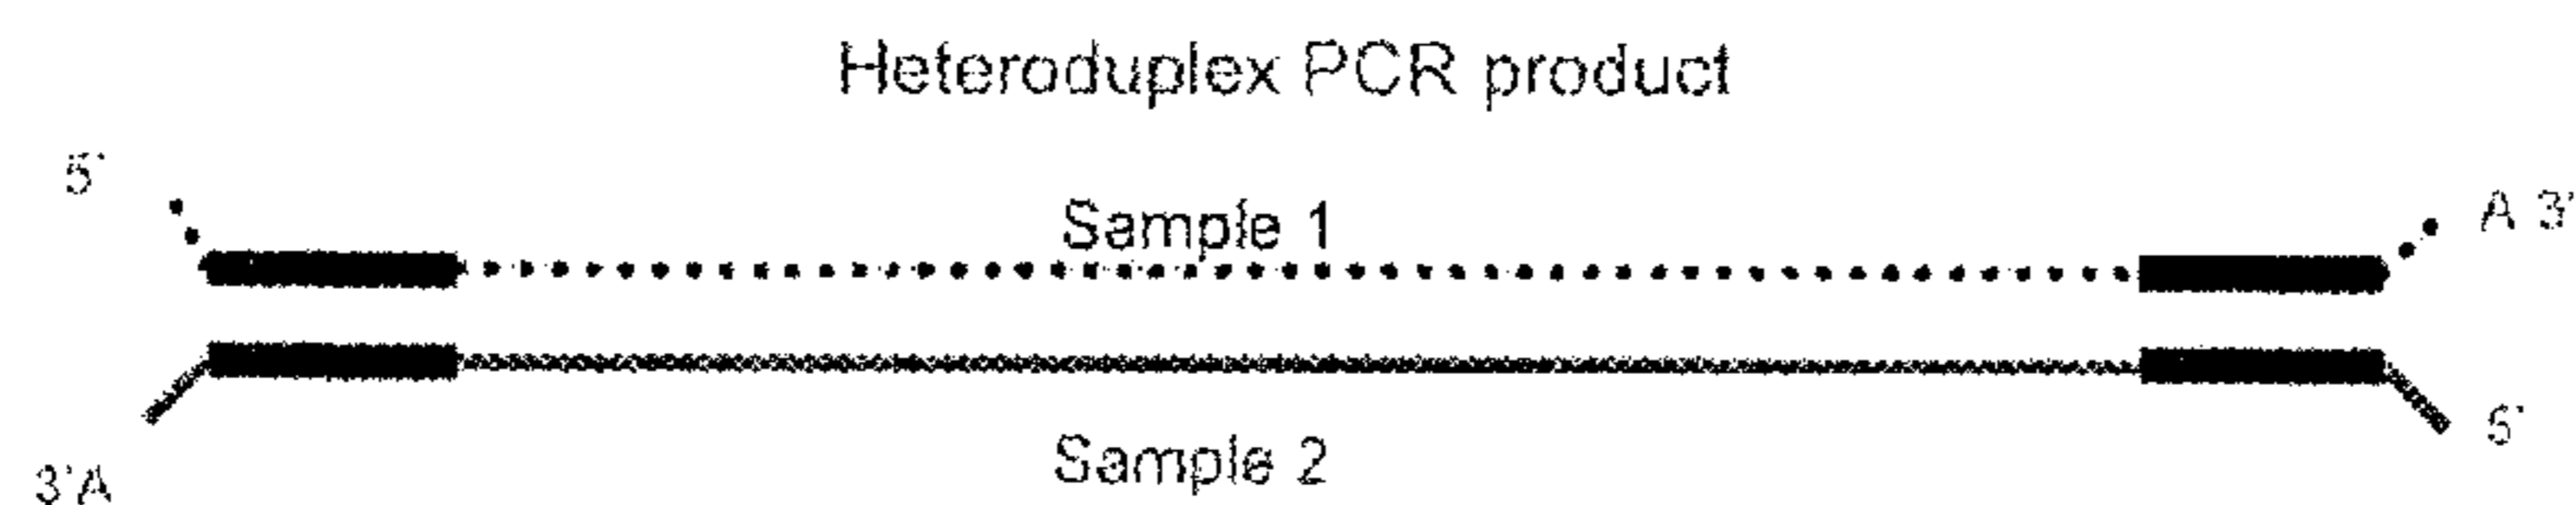 Heteroduplex PCR product
5'
Sample 1
A 3'
3'A
Sample 2
5'